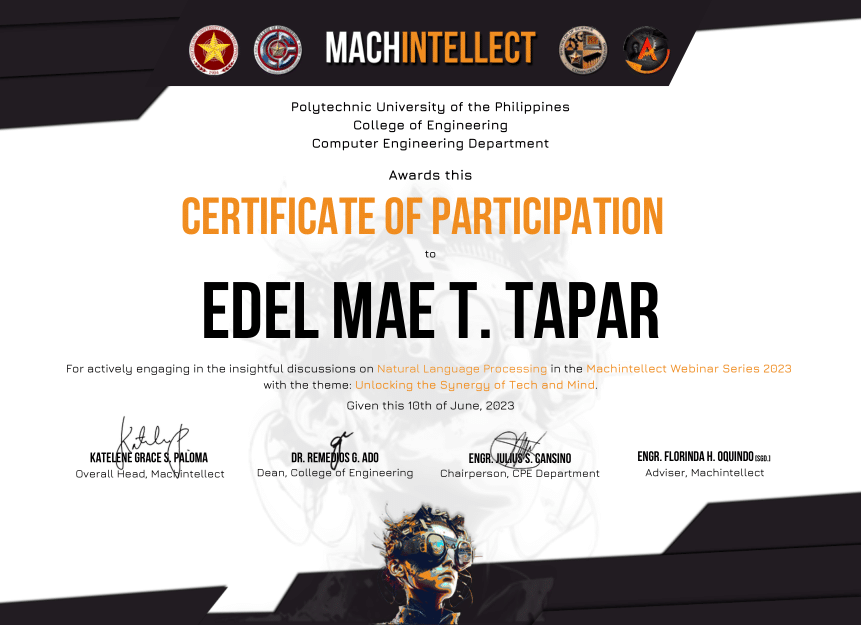 MACHINTELLECT
Polytechnic University of the Philippines
College of Engineering
Computer Engineering Department
Awards this
CERTIFICATE OF PARTICIPATION
to
EDEL MAE T. TAPAR
For actively engaging in the insightful discussions on Natural Language Processing in the Machintellect Webinar Series 2023
with the theme: Unlocking the Synergy of Tech and Mind.
Given this 10th of June, 2023
KATELENE GRACE S. PALOMA
Overall Head, Machintellect
DR. REMEDIOS G. ADO
Dean, College of Engineering
ENGR. JULIUS S. CANSINO
Chairperson, CPE Department
ENGR. FLORINDA H. OQUINDO (SGD.)
Adviser, Machintellect